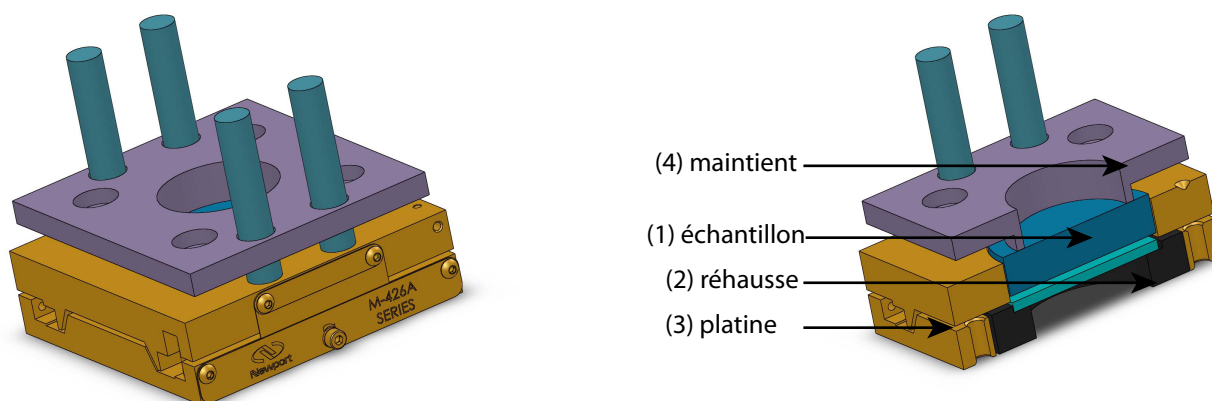 M-426A
SERIES
Newport
(4) maintient
(1) échantillon
(2) réhausse
(3) platine